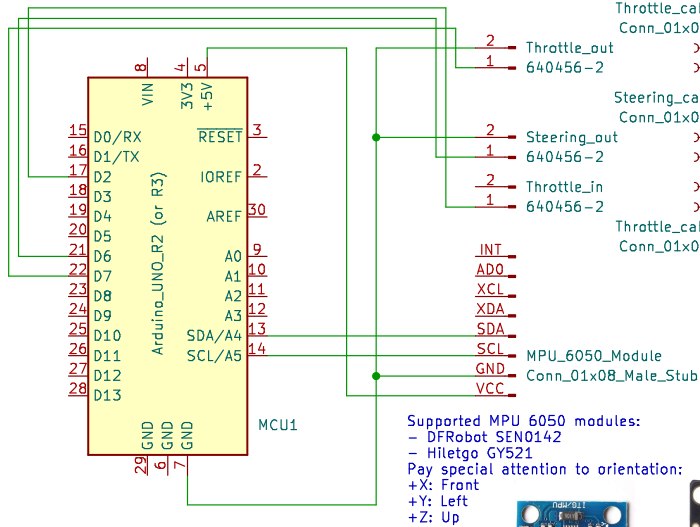 Throttle_ca
Conn_01x0
2 Throttle_out
1 640456-2
Steering_ca
Conn_01x0
2 Steering_out
1 640456-2
2 Throttle_in
1 640456-2
Throttle_ca
Conn_01x0
8 4 5
VIN 3V3 +5V
15 D0/RX RESET 3
16 D1/TX
17 D2 IOREF 2
18 D3
19 D4 AREF 30
20 D5
21 D6 A0 9
22 D7 A1 10
23 D8 A2 11
24 D9 A3 12
25 D10 SDA/A4 13
26 D11 SCL/A5 14
27 D12
28 D13
Arduino_UNO_R2 (or R3)
GND GND GND
29 6 7
MCU1
INT
AD0
XCL
XDA
SDA
SCL MPU_6050_Module
GND Conn_01x08_Male_Stub
VCC
Supported MPU 6050 modules:
- DFRobot SEN0142
- Hiletgo GY521
Pay special attention to orientation:
+X: Front
+Y: Left
+Z: Up
ITG/MPU